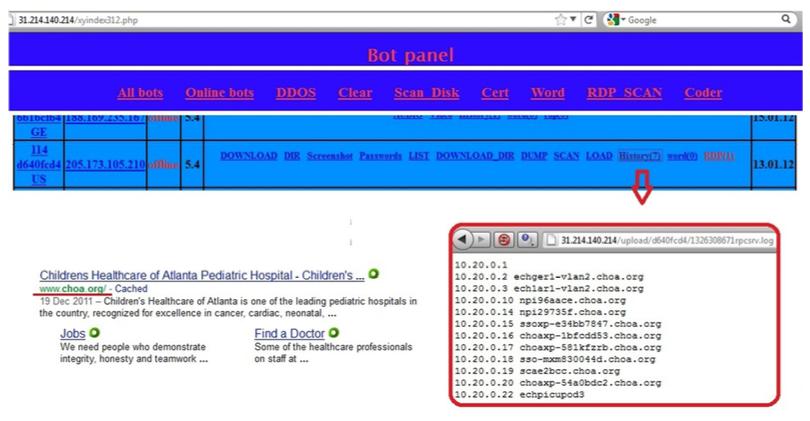 31.214.140.214/xyindex312.php
Google
Bot panel
All bots Online bots DDOS Clear Scan_Disk Cert Word RDP_SCAN Coder
661bclb4 188.169.235.167 offline 5.4 15.01.12
GE
114
d640fcd4 205.173.105.210 offline 5.4 DOWNLOAD DIR Screenshot Passwords LIST DOWNLOAD_DIR DUMP SCAN LOAD History(7) word(0) RDP(1) 13.01.12
US
31.214.140.214/upload/d640fcd4/1326308671rpcsrv.log
10.20.0.1
10.20.0.2 echger1-vlan2.choa.org
10.20.0.3 echlar1-vlan2.choa.org
10.20.0.10 npi96aace.choa.org
10.20.0.14 npi29735f.choa.org
10.20.0.15 ssoxp-e34bb7847.choa.org
10.20.0.16 choaxp-1bfcdd53.choa.org
10.20.0.17 choaxp-581kfzrb.choa.org
10.20.0.18 sso-mxm830044d.choa.org
10.20.0.19 scae2bcc.choa.org
10.20.0.20 choaxp-54a0bdc2.choa.org
10.20.0.22 echpicupod3
Childrens Healthcare of Atlanta Pediatric Hospital - Children's ...
www.choa.org/ - Cached
19 Dec 2011 – Children's Healthcare of Atlanta is one of the leading pediatric hospitals in
the country, recognized for excellence in cancer, cardiac, neonatal, ...
Jobs
We need people who demonstrate
integrity, honesty and teamwork ...
Find a Doctor
Some of the healthcare professionals
on staff at ...